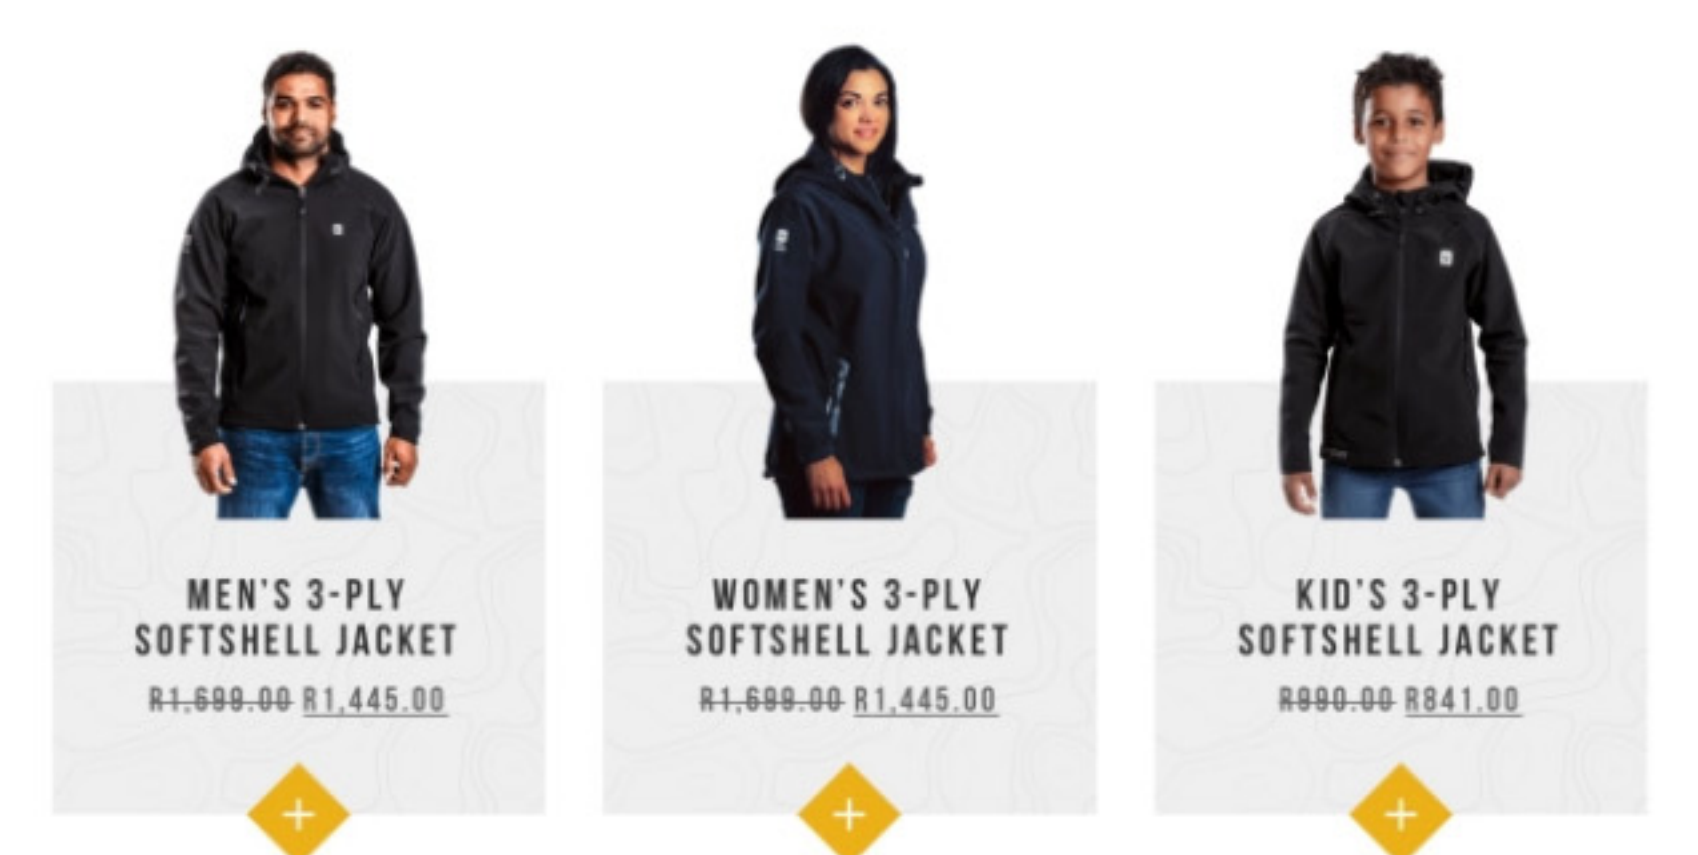 MEN'S 3-PLY
SOFTSHELL JACKET
R1,699.00 R1,445.00
WOMEN'S 3-PLY
SOFTSHELL JACKET
R1,699.00 R1,445.00
KID'S 3-PLY
SOFTSHELL JACKET
R990.00 R841.00